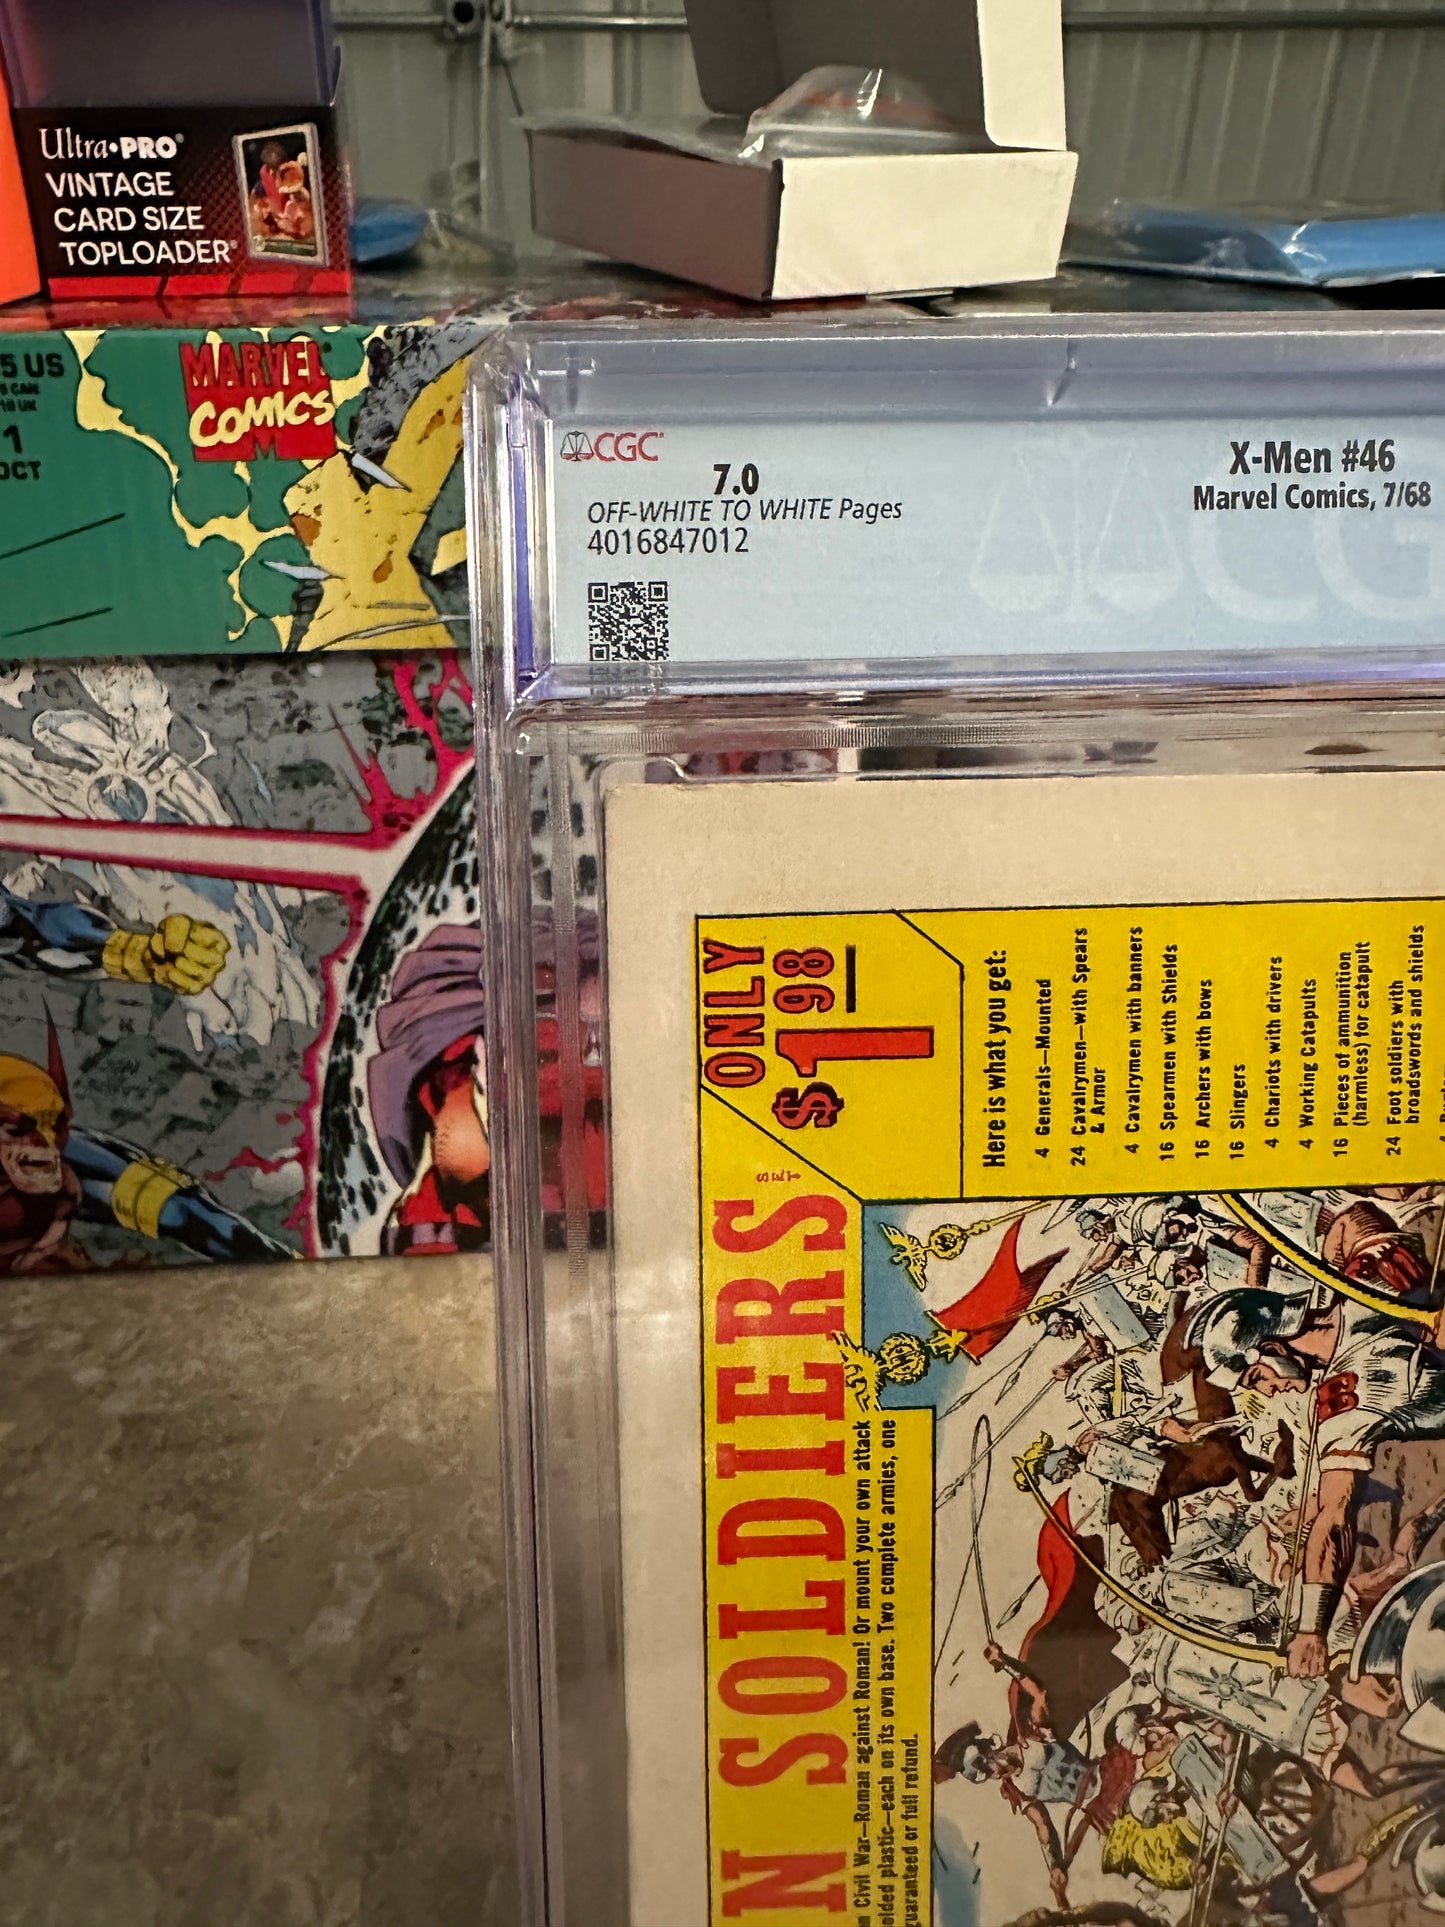 Ultra•PRO®
VINTAGE
CARD SIZE
TOPLOADER®
5 US
1
OCT
MARVEL
COMICS
M
CGC
7.0
OFF-WHITE TO WHITE Pages
4016847012
X-Men #46
Marvel Comics, 7/68
ONLY
$1 98
SET
Here is what you get:
4 Generals—Mounted
24 Cavalrymen—with Spears
& Armor
4 Cavalrymen with banners
16 Spearmen with Shields
16 Archers with bows
16 Slingers
4 Chariots with drivers
4 Working Catapults
16 Pieces of ammunition
(harmless) for catapult
24 Foot soldiers with
broadswords and shields
N SOLDIERS
Civil War—Roman against Roman! Or mount your own attack
plastic—each on its own base. Two complete armies, one
guaranteed or full refund.